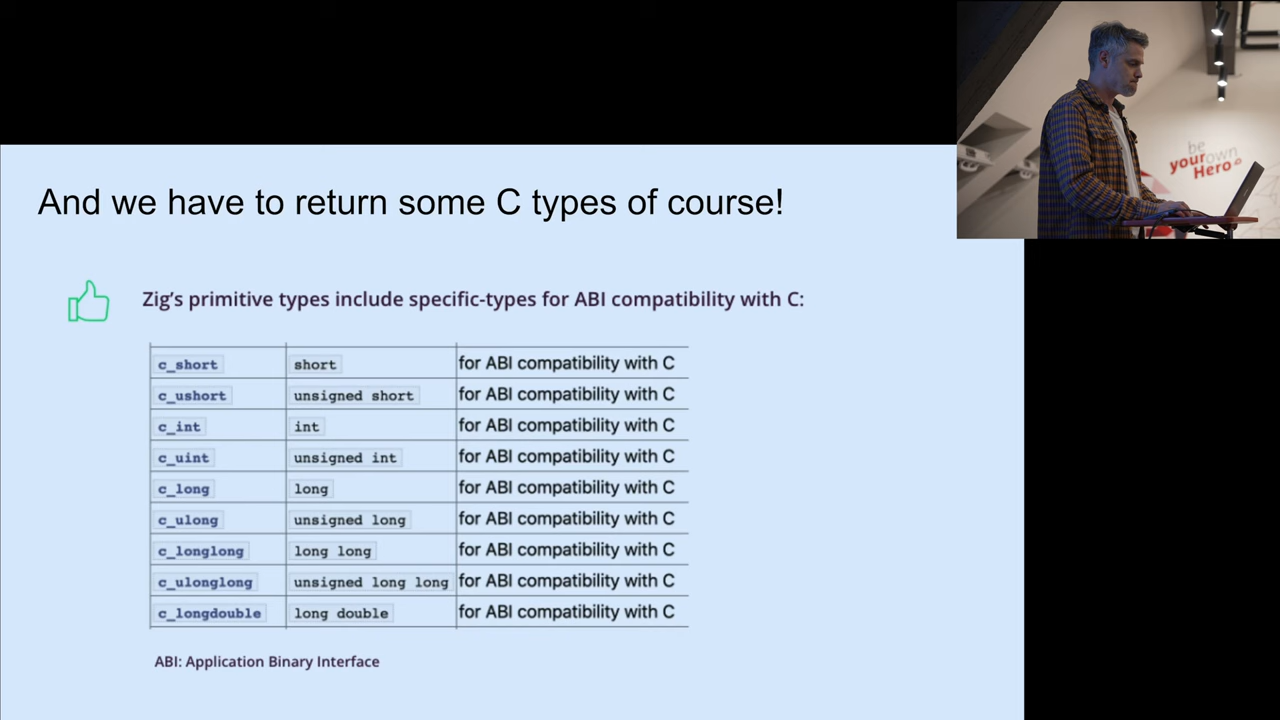 And we have to return some C types of course!
Zig's primitive types include specific-types for ABI compatibility with C:
c_short short for ABI compatibility with C
c_ushort unsigned short for ABI compatibility with C
c_int int for ABI compatibility with C
c_uint unsigned int for ABI compatibility with C
c_long long for ABI compatibility with C
c_ulong unsigned long for ABI compatibility with C
c_longlong long long for ABI compatibility with C
c_ulonglong unsigned long long for ABI compatibility with C
c_longdouble long double for ABI compatibility with C
ABI: Application Binary Interface
be
your own
Hero